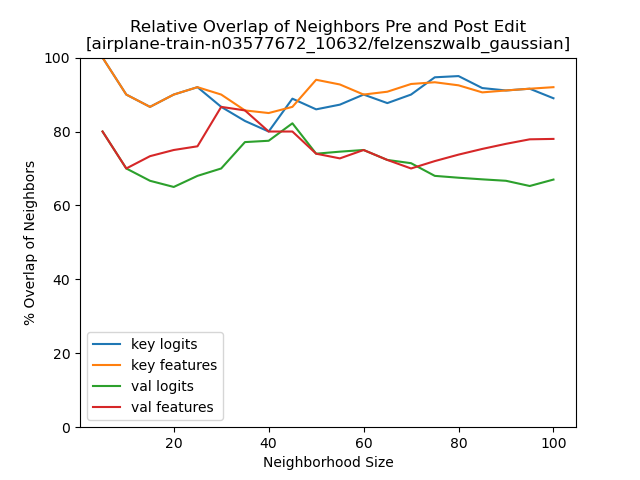 Relative Overlap of Neighbors Pre and Post Edit
[airplane-train-n03577672_10632/felzenszwalb_gaussian]
100
80
60
40
20
0
% Overlap of Neighbors
key logits
key features
val logits
val features
20 40 60 80 100
Neighborhood Size